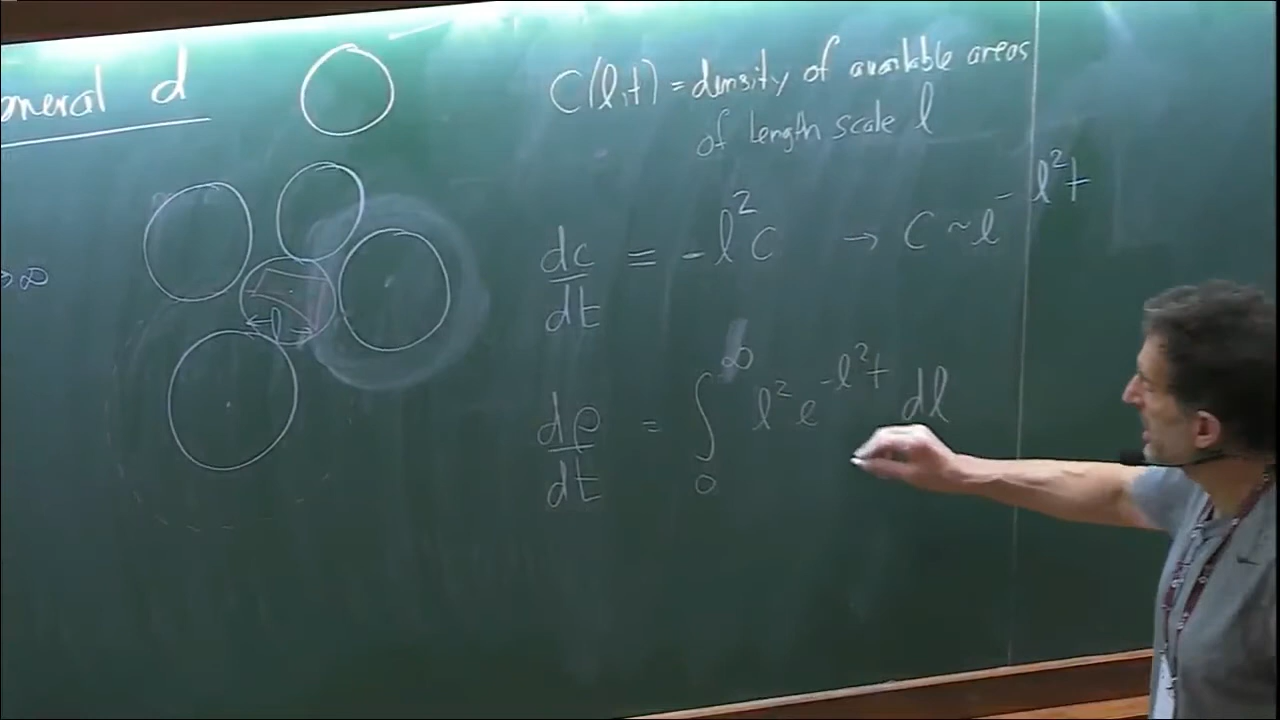 eneral d
C(l,t) = density of available areas
of length scale l
→∞
dc/dt = -l²c → C ~ e^{-l²t}
l
dρ/dt = ∫₀^∞ l² e^{-l²t} dl